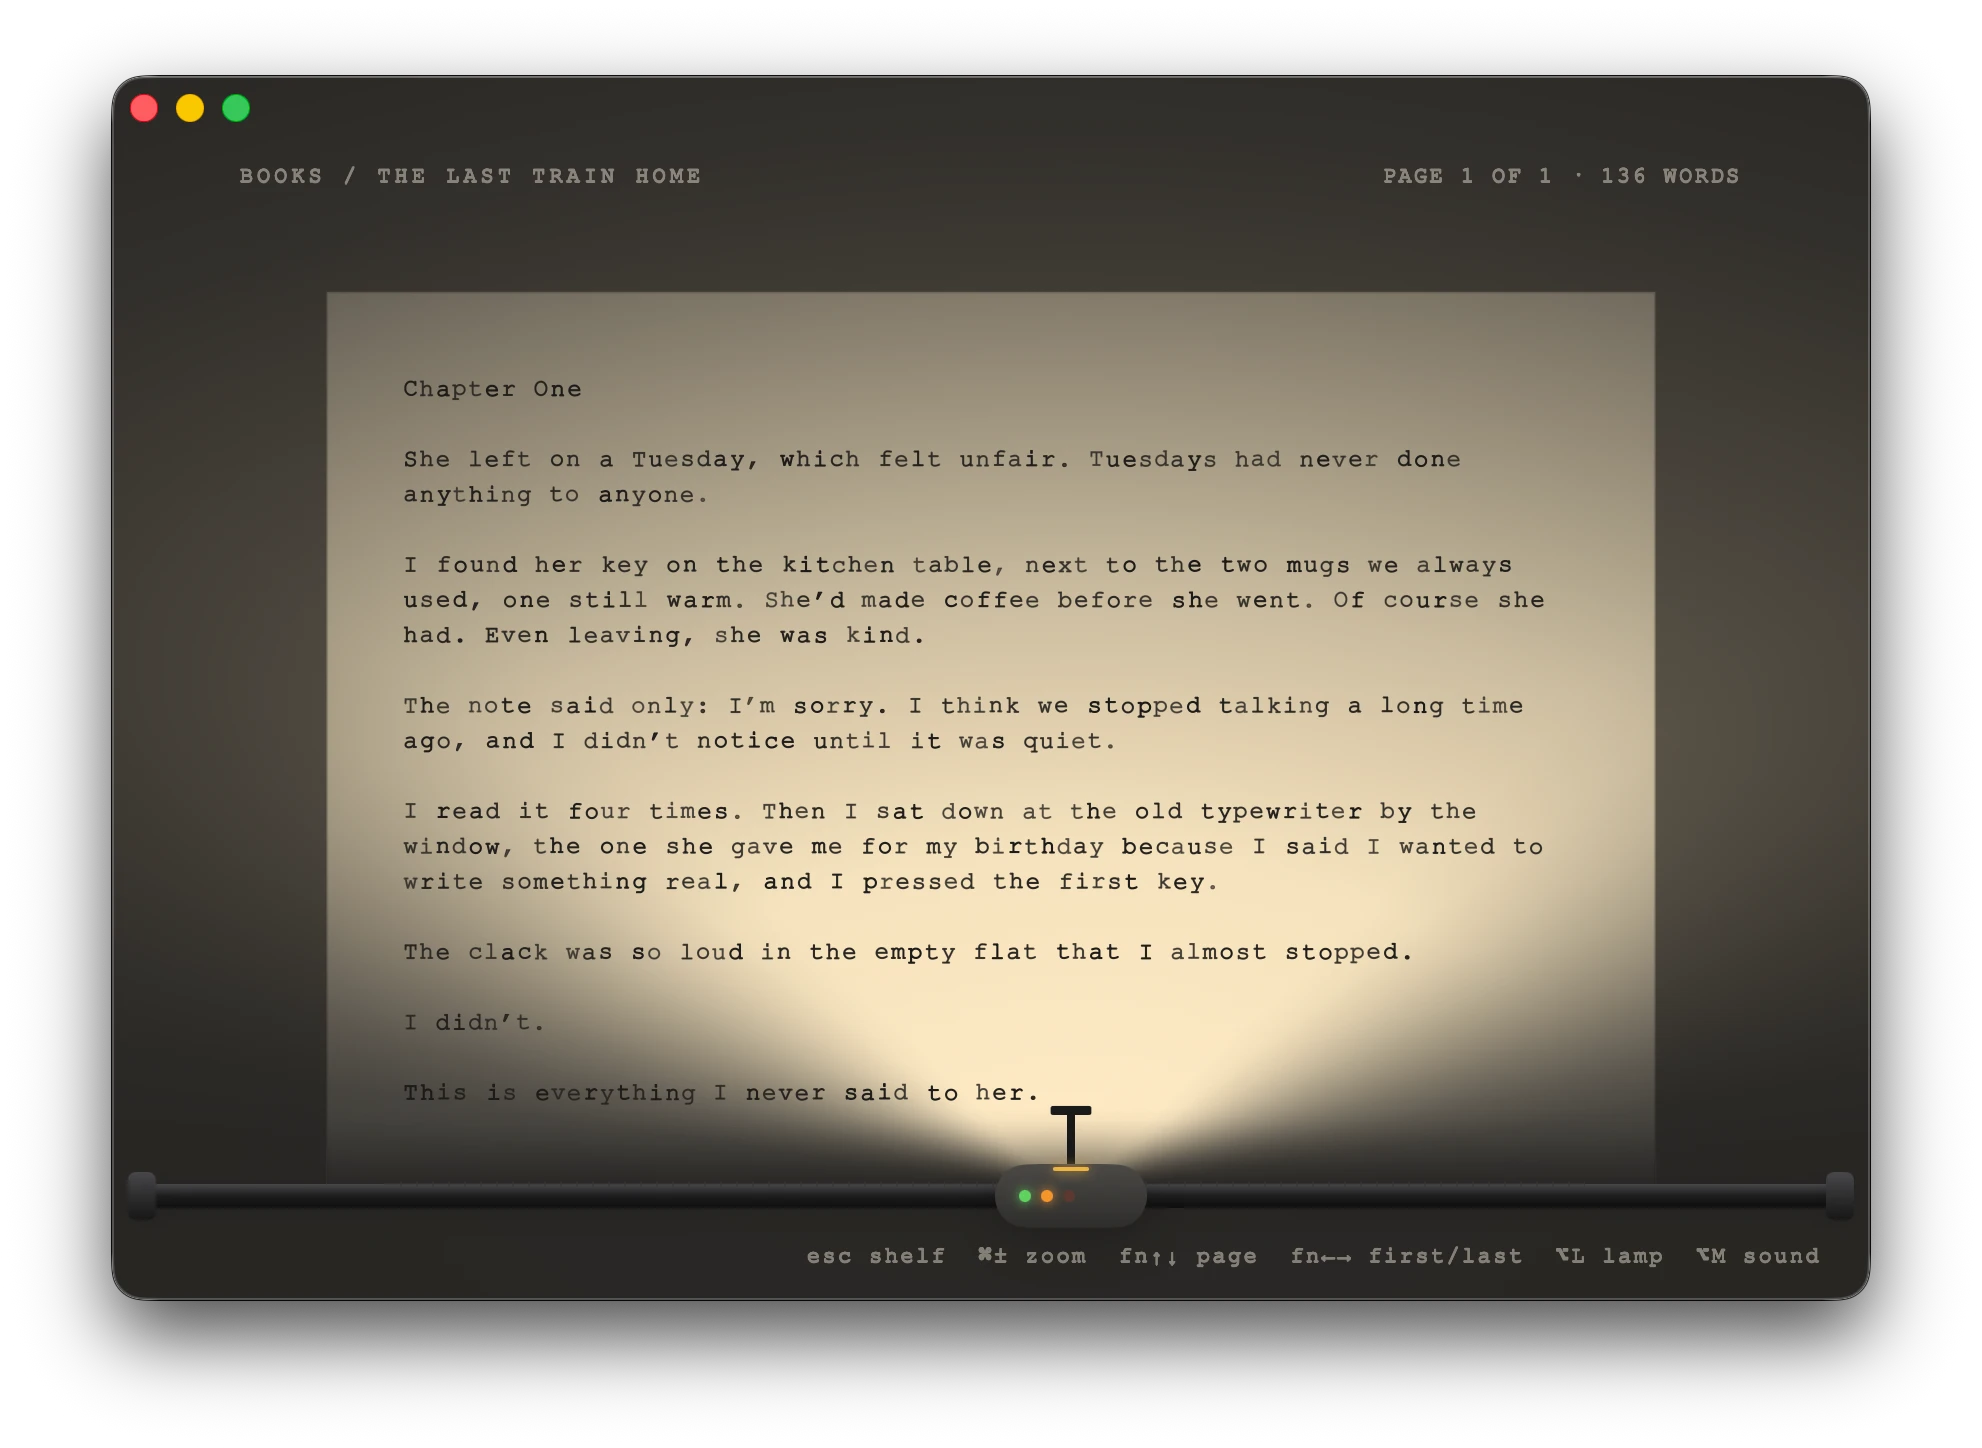 BOOKS / THE LAST TRAIN HOME
PAGE 1 OF 1 · 136 WORDS
Chapter One
She left on a Tuesday, which felt unfair. Tuesdays had never done
anything to anyone.
I found her key on the kitchen table, next to the two mugs we always
used, one still warm. She’d made coffee before she went. Of course she
had. Even leaving, she was kind.
The note said only: I’m sorry. I think we stopped talking a long time
ago, and I didn’t notice until it was quiet.
I read it four times. Then I sat down at the old typewriter by the
window, the one she gave me for my birthday because I said I wanted to
write something real, and I pressed the first key.
The clack was so loud in the empty flat that I almost stopped.
I didn’t.
This is everything I never said to her.
esc shelf ⌘± zoom fn↑↓ page fn←→ first/last ⌥L lamp ⌥M sound